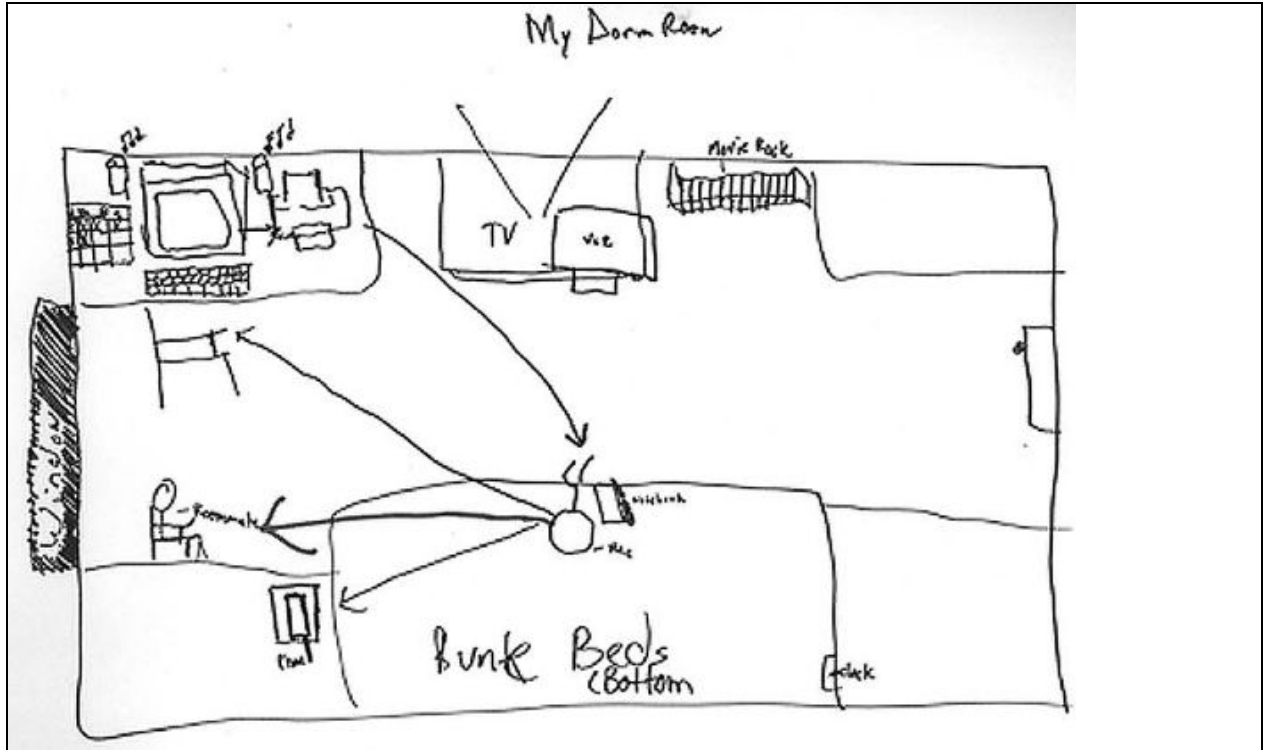 My Dorm Room
Movie Rack
TV
VCR
Window
Roommate
Notebook
Me
Phone
Bunk Beds
(Bottom
clock